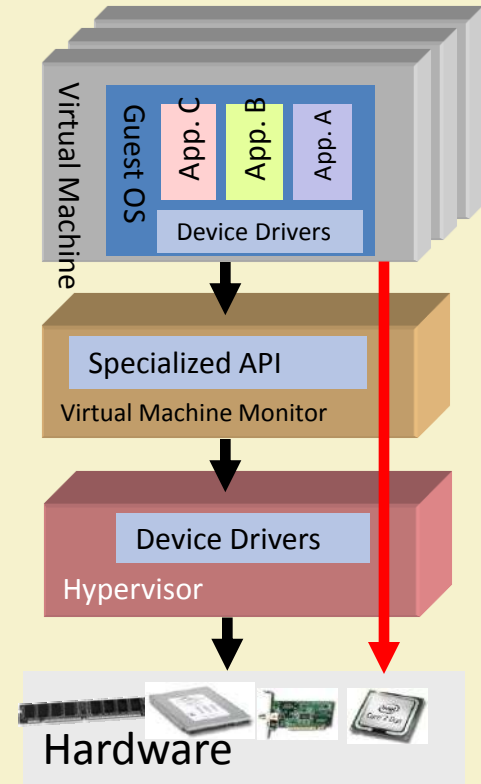 Virtual Machine
Guest OS
App. C
App. B
App. A
Device Drivers
Specialized API
Virtual Machine Monitor
Device Drivers
Hypervisor
Hardware